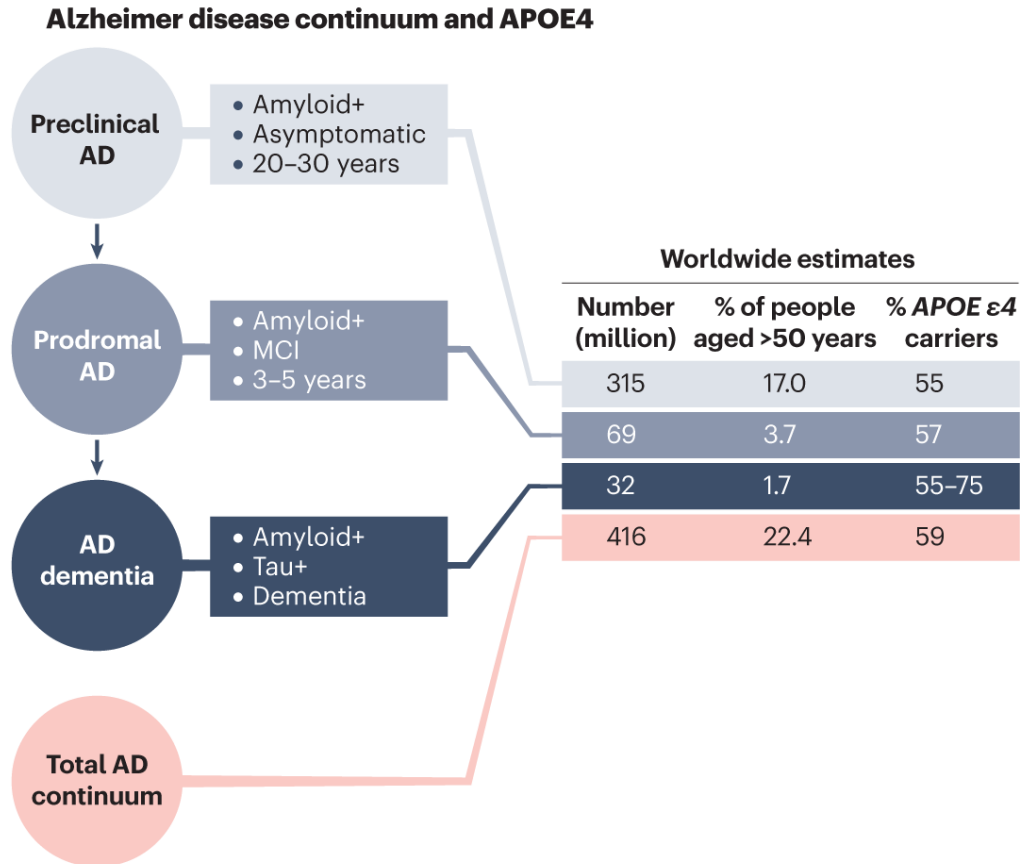 Alzheimer disease continuum and APOE4
Preclinical
AD
• Amyloid+
• Asymptomatic
• 20–30 years
Prodromal
AD
• Amyloid+
• MCI
• 3–5 years
AD
dementia
• Amyloid+
• Tau+
• Dementia
Total AD
continuum
Worldwide estimates
Number (million) % of people aged >50 years % APOE ε4 carriers
315 17.0 55
69 3.7 57
32 1.7 55–75
416 22.4 59